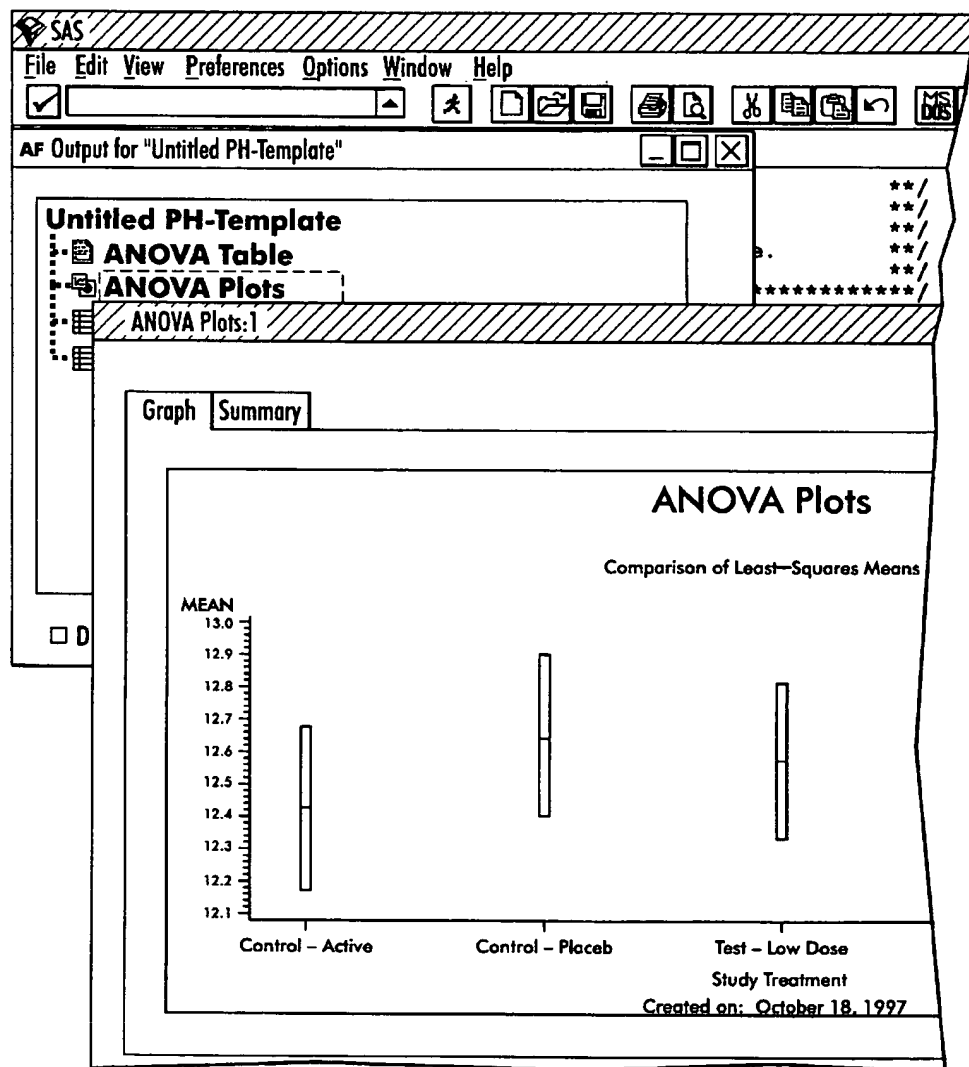 SAS
File Edit View Preferences Options Window Help
MS DOS
AF Output for "Untitled PH-Template"
**/
**/
**/
e. **/
**/
************/
Untitled PH-Template
ANOVA Table
ANOVA Plots
D
ANOVA Plots:1
Graph Summary
ANOVA Plots
Comparison of Least-Squares Means
MEAN
13.0
12.9
12.8
12.7
12.6
12.5
12.4
12.3
12.2
12.1
Control - Active Control - Placeb Test - Low Dose
Study Treatment
Created on: October 18, 1997